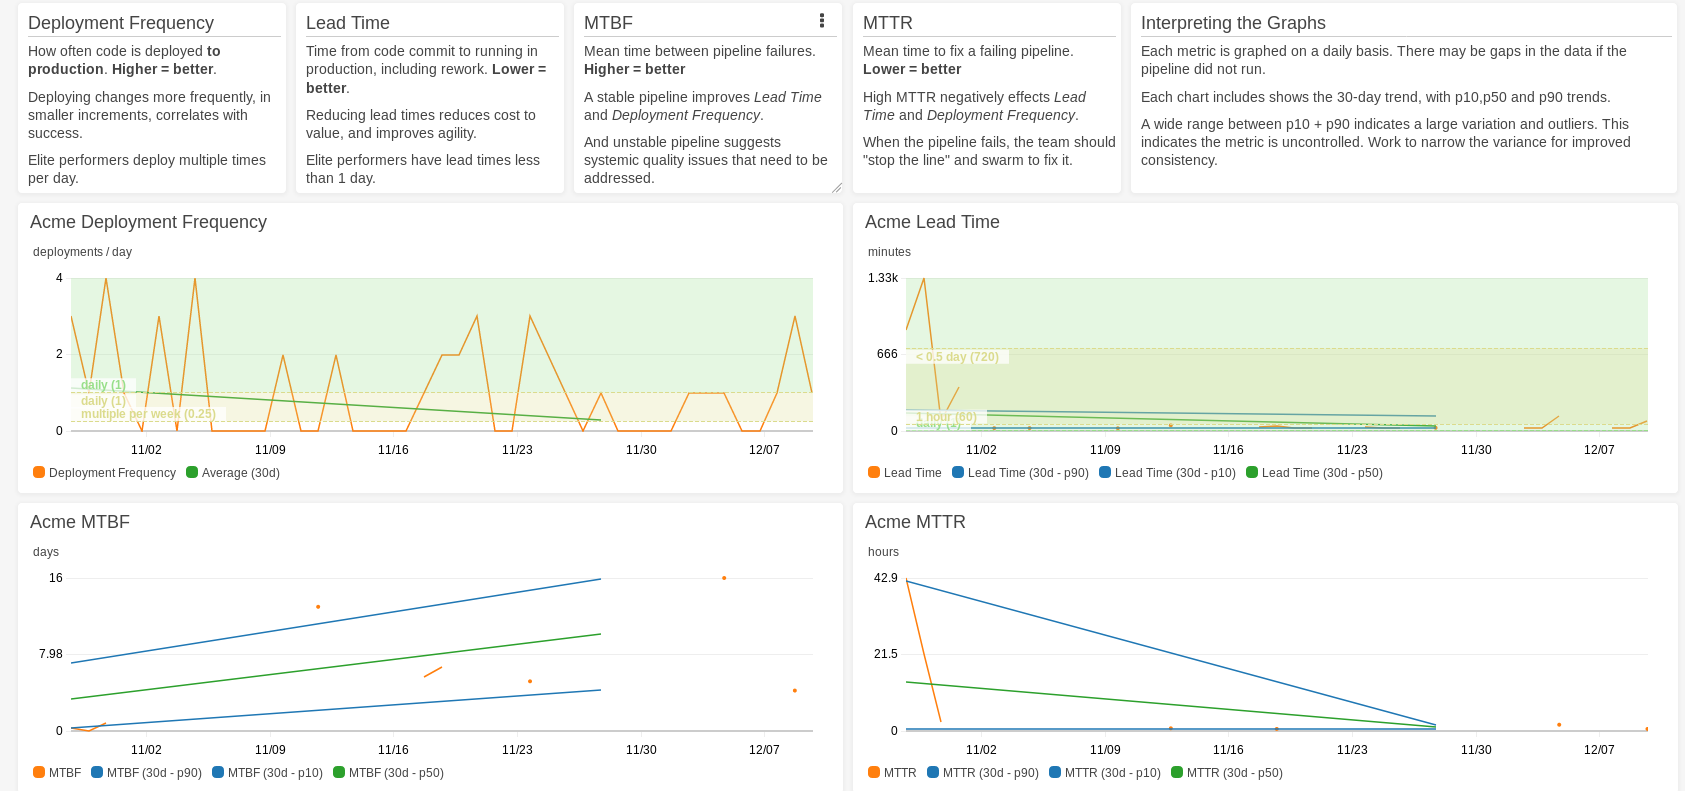 Deployment Frequency
How often code is deployed to
production. Higher = better.
Deploying changes more frequently, in
smaller increments, correlates with
success.
Elite performers deploy multiple times
per day.
Lead Time
Time from code commit to running in
production, including rework. Lower =
better.
Reducing lead times reduces cost to
value, and improves agility.
Elite performers have lead times less
than 1 day.
MTBF
Mean time between pipeline failures.
Higher = better
A stable pipeline improves Lead Time
and Deployment Frequency.
And unstable pipeline suggests
systemic quality issues that need to be
addressed.
MTTR
Mean time to fix a failing pipeline.
Lower = better
High MTTR negatively effects Lead
Time and Deployment Frequency.
When the pipeline fails, the team should
"stop the line" and swarm to fix it.
Interpreting the Graphs
Each metric is graphed on a daily basis. There may be gaps in the data if the
pipeline did not run.
Each chart includes shows the 30-day trend, with p10,p50 and p90 trends.
A wide range between p10 + p90 indicates a large variation and outliers. This
indicates the metric is uncontrolled. Work to narrow the variance for improved
consistency.
Acme Deployment Frequency
deployments / day
4
2
daily (1)
daily (1)
multiple per week (0.25)
0
11/02 11/09 11/16 11/23 11/30 12/07
Deployment Frequency Average (30d)
Acme Lead Time
minutes
1.33k
666
< 0.5 day (720)
1 hour (60)
daily (1)
0
11/02 11/09 11/16 11/23 11/30 12/07
Lead Time Lead Time (30d - p90) Lead Time (30d - p10) Lead Time (30d - p50)
Acme MTBF
days
16
7.98
0
11/02 11/09 11/16 11/23 11/30 12/07
MTBF MTBF (30d - p90) MTBF (30d - p10) MTBF (30d - p50)
Acme MTTR
hours
42.9
21.5
0
11/02 11/09 11/16 11/23 11/30 12/07
MTTR MTTR (30d - p90) MTTR (30d - p10) MTTR (30d - p50)